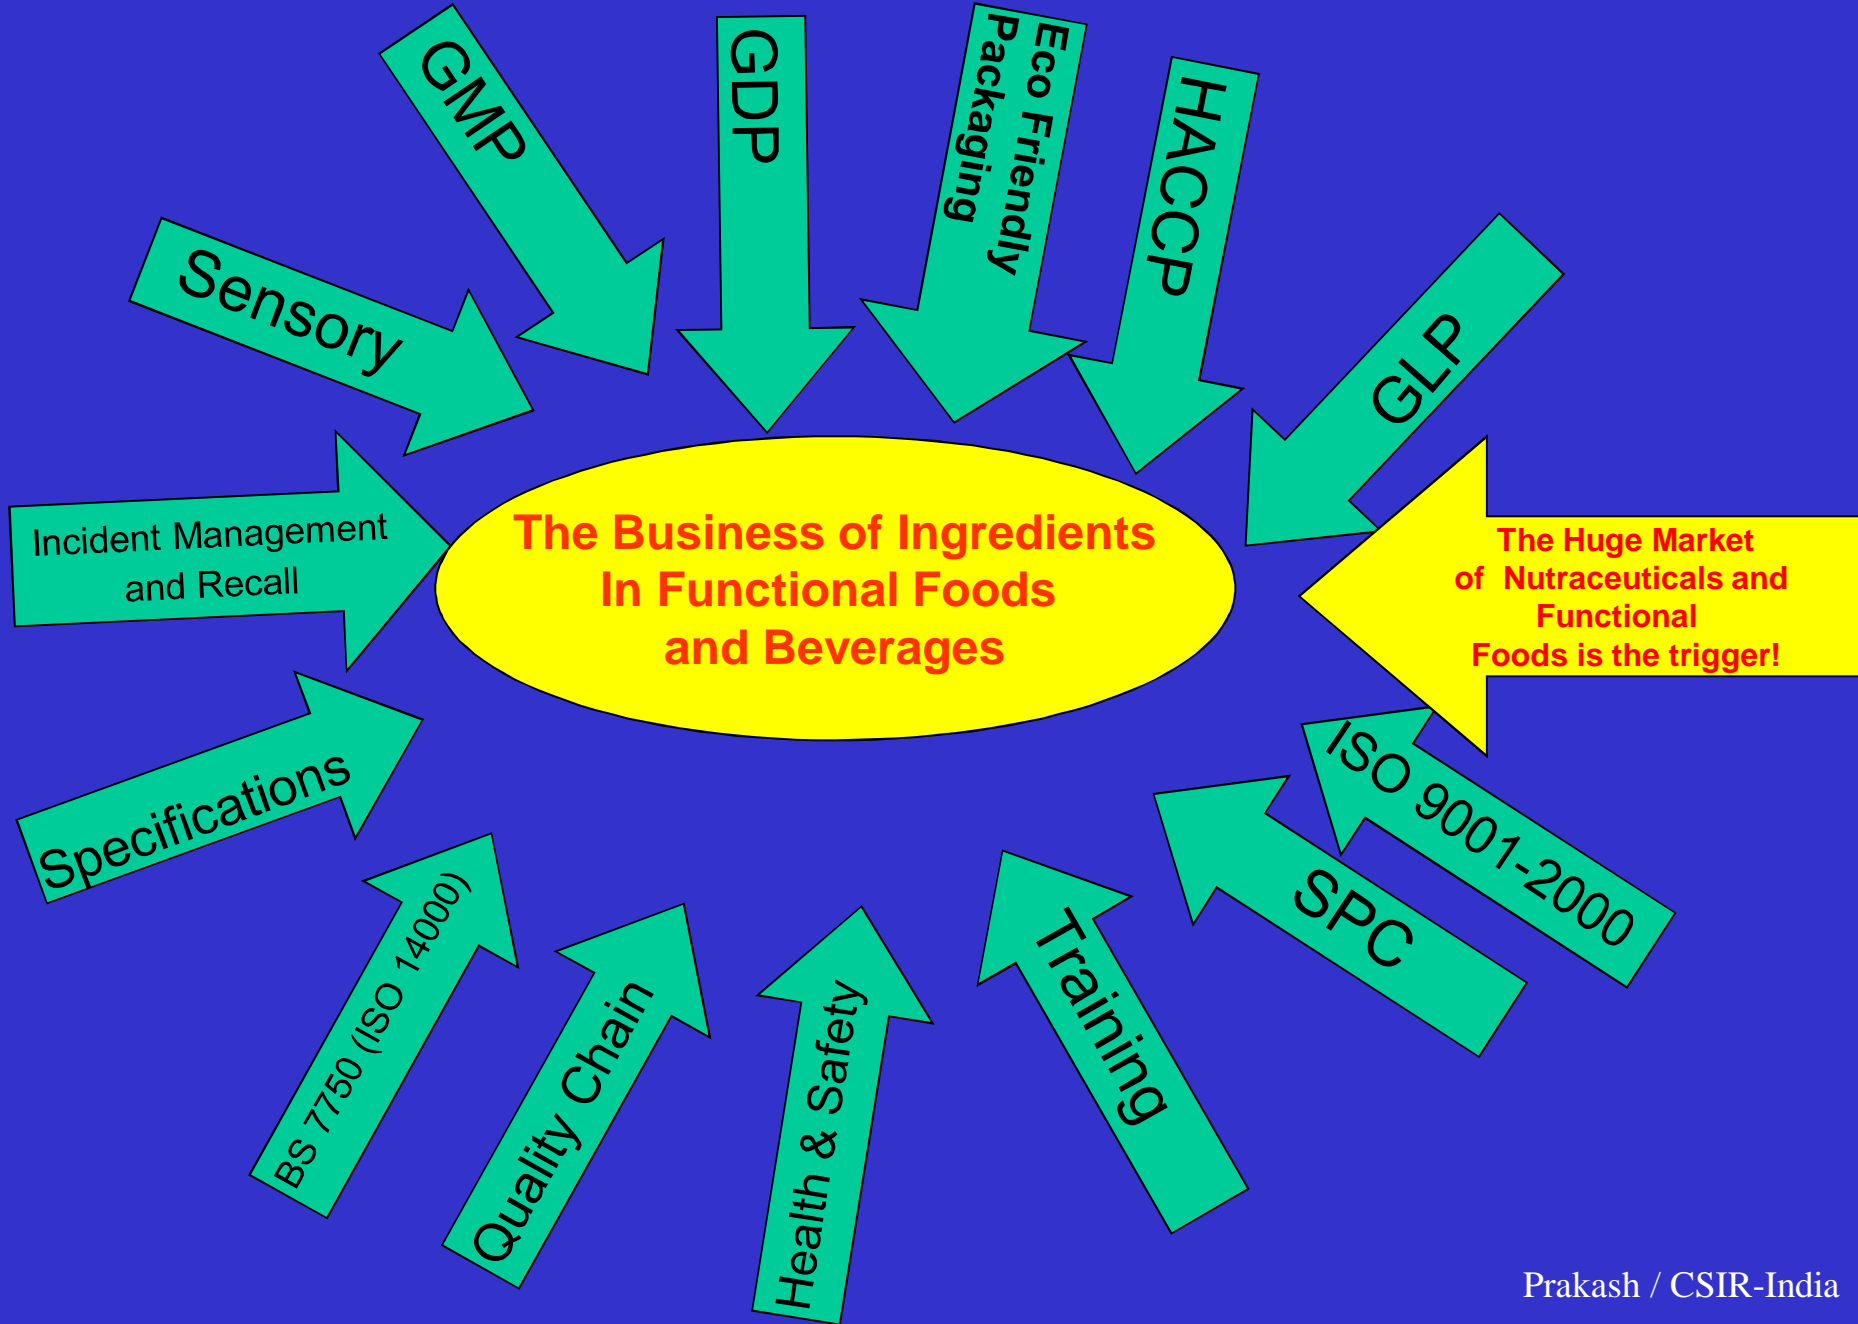 GMP
GDP
Eco Friendly
Packaging
HACCP
Sensory
GLP
Incident Management
and Recall
The Business of Ingredients
In Functional Foods
and Beverages
The Huge Market
of Nutraceuticals and
Functional
Foods is the trigger!
Specifications
ISO 9001-2000
SPC
BS 7750 (ISO 14000)
Quality Chain
Health & Safety
Training
Prakash / CSIR-India